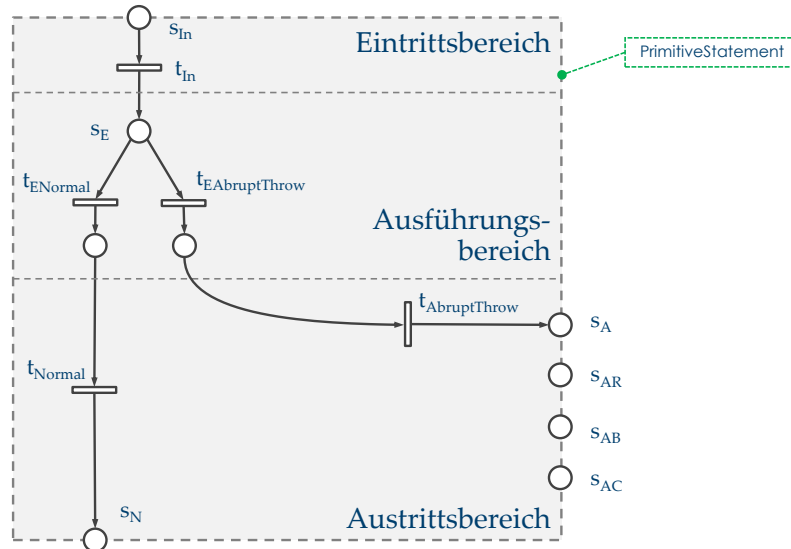 s_In
Eintrittsbereich
PrimitiveStatement
t_In
s_E
t_ENormal
t_EAbruptThrow
Ausführungs-
bereich
t_AbruptThrow
s_A
t_Normal
s_AR
s_AB
s_AC
s_N
Austrittsbereich